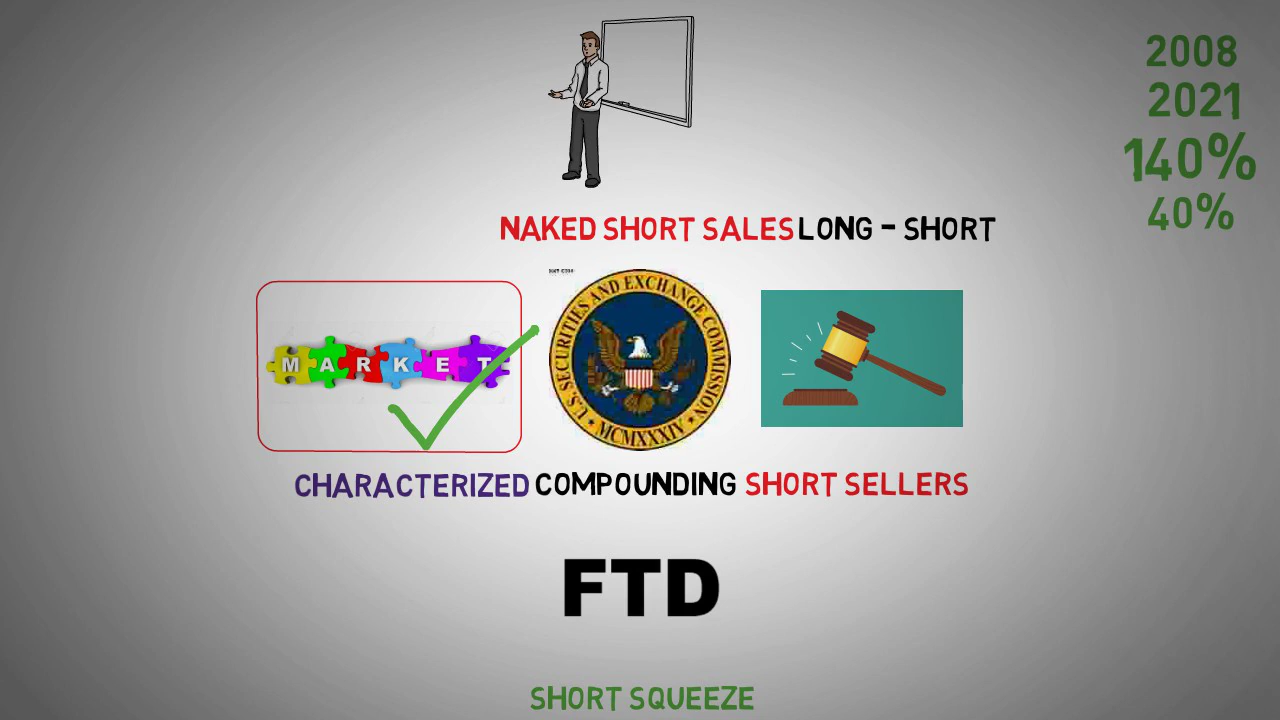 2008
2021
140%
40%
NAKED SHORT SALES LONG - SHORT
MARKET
U.S. SECURITIES AND EXCHANGE COMMISSION
MCMXXXIV
CHARACTERIZED COMPOUNDING SHORT SELLERS
FTD
SHORT SQUEEZE